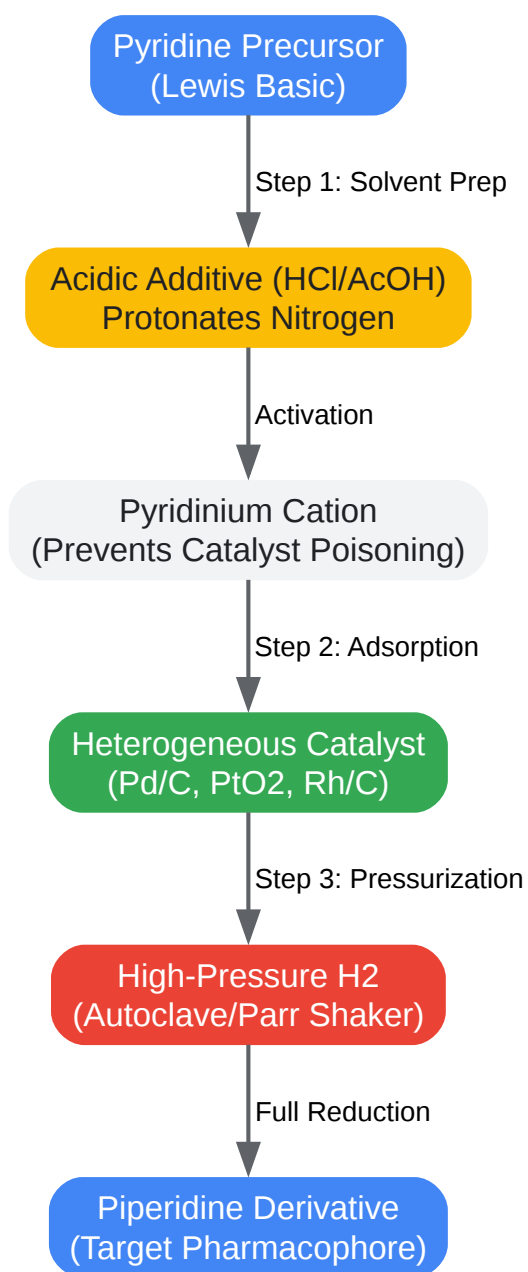 Pyridine Precursor
(Lewis Basic)
Step 1: Solvent Prep
Acidic Additive (HCl/AcOH)
Protonates Nitrogen
Activation
Pyridinium Cation
(Prevents Catalyst Poisoning)
Step 2: Adsorption
Heterogeneous Catalyst
(Pd/C, PtO2, Rh/C)
Step 3: Pressurization
High-Pressure H2
(Autoclave/Parr Shaker)
Full Reduction
Piperidine Derivative
(Target Pharmacophore)